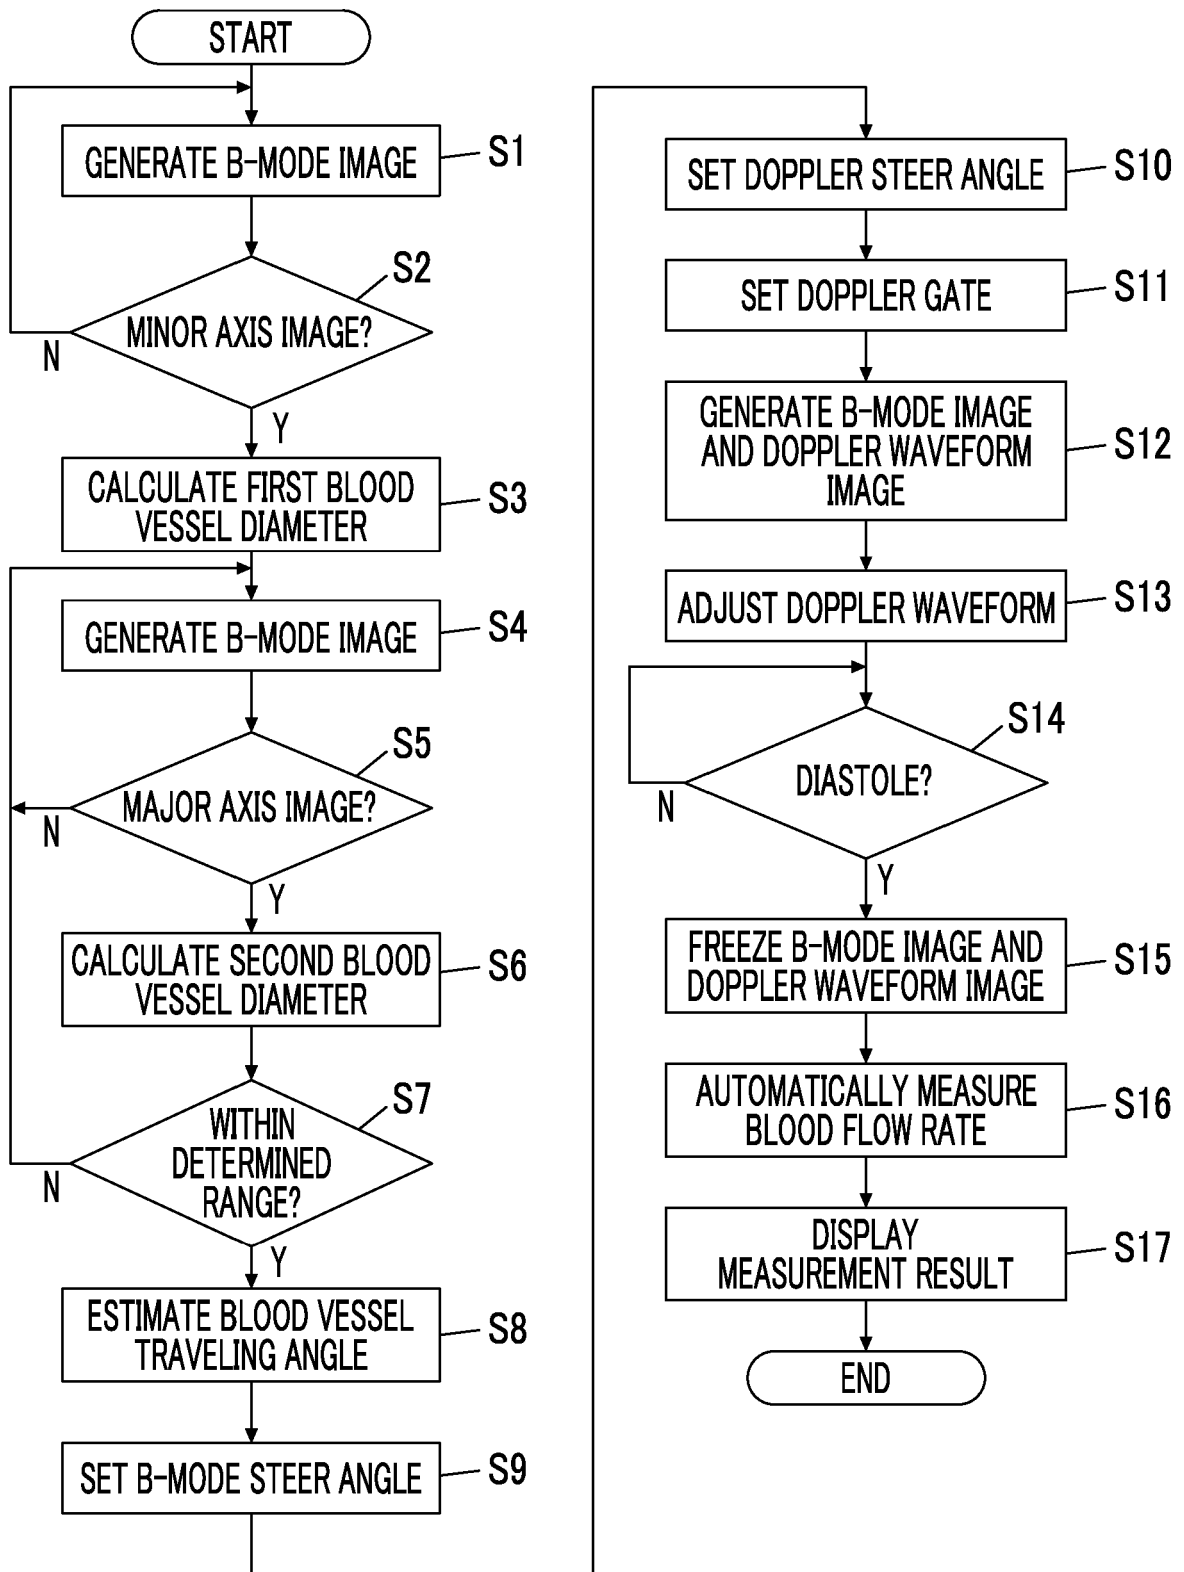 START
GENERATE B-MODE IMAGE
S1
S2
MINOR AXIS IMAGE?
N
Y
CALCULATE FIRST BLOOD
VESSEL DIAMETER
S3
GENERATE B-MODE IMAGE
S4
S5
MAJOR AXIS IMAGE?
N
Y
CALCULATE SECOND BLOOD
VESSEL DIAMETER
S6
S7
WITHIN
DETERMINED
RANGE?
N
Y
ESTIMATE BLOOD VESSEL
TRAVELING ANGLE
S8
SET B-MODE STEER ANGLE
S9
SET DOPPLER STEER ANGLE
S10
SET DOPPLER GATE
S11
GENERATE B-MODE IMAGE
AND DOPPLER WAVEFORM
IMAGE
S12
ADJUST DOPPLER WAVEFORM
S13
S14
DIASTOLE?
N
Y
FREEZE B-MODE IMAGE AND
DOPPLER WAVEFORM IMAGE
S15
AUTOMATICALLY MEASURE
BLOOD FLOW RATE
S16
DISPLAY
MEASUREMENT RESULT
S17
END